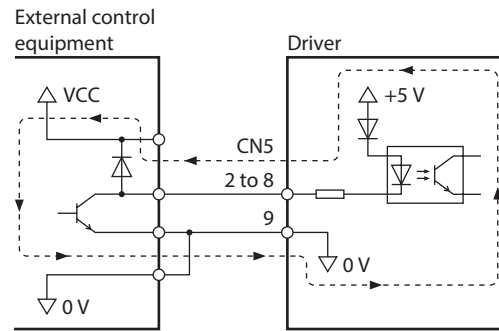 External control
equipment
Driver
VCC
+5 V
CN5
2 to 8
9
0 V
0 V